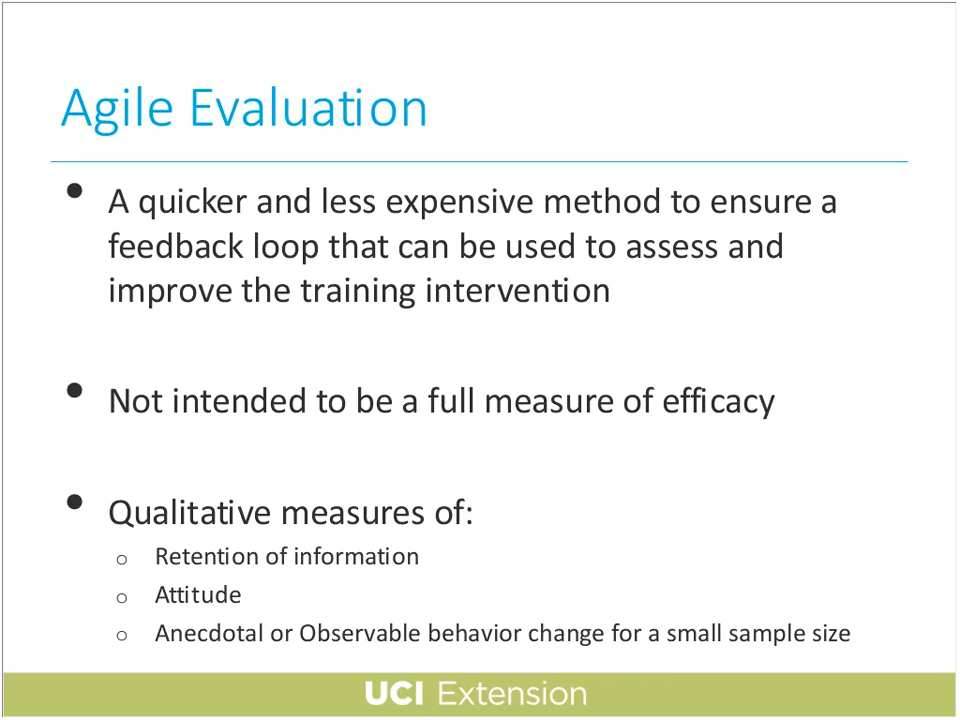 Agile Evaluation
• A quicker and less expensive method to ensure a
feedback loop that can be used to assess and
improve the training intervention
• Not intended to be a full measure of efficacy
• Qualitative measures of:
o Retention of information
o Attitude
o Anecdotal or Observable behavior change for a small sample size
UCI Extension